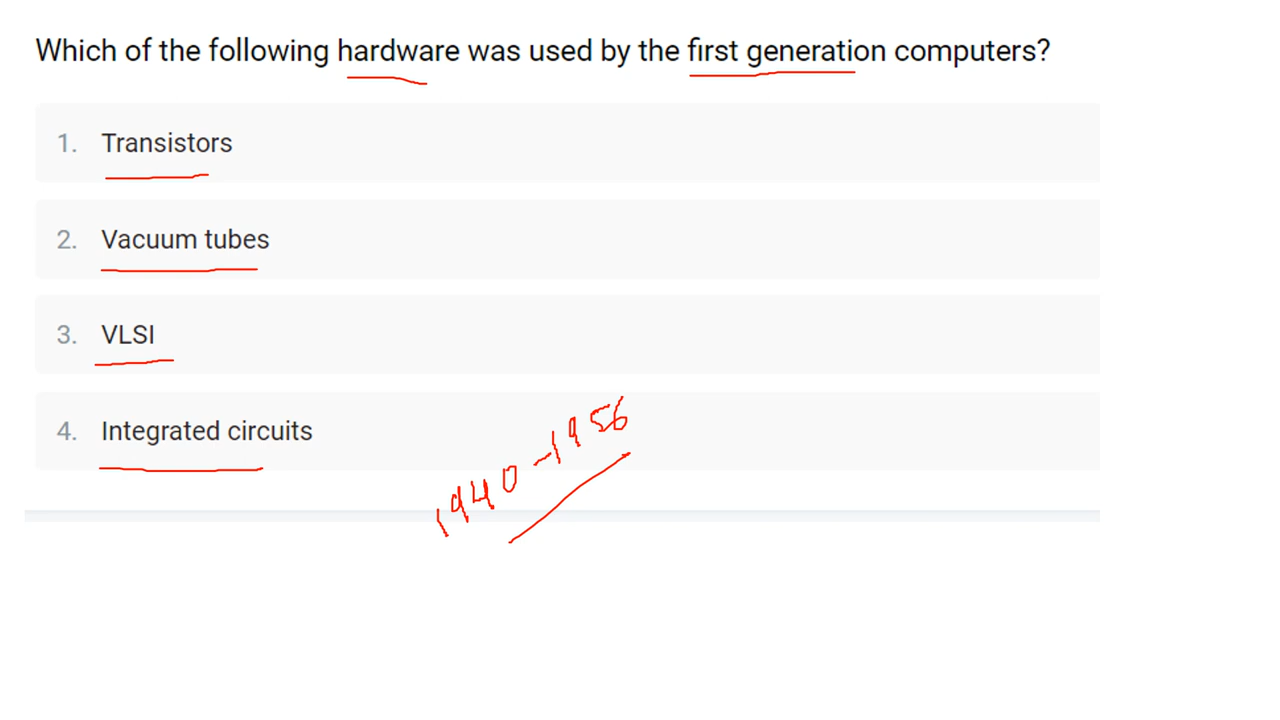 Which of the following hardware was used by the first generation computers?
1. Transistors
2. Vacuum tubes
3. VLSI
4. Integrated circuits
1940-1956